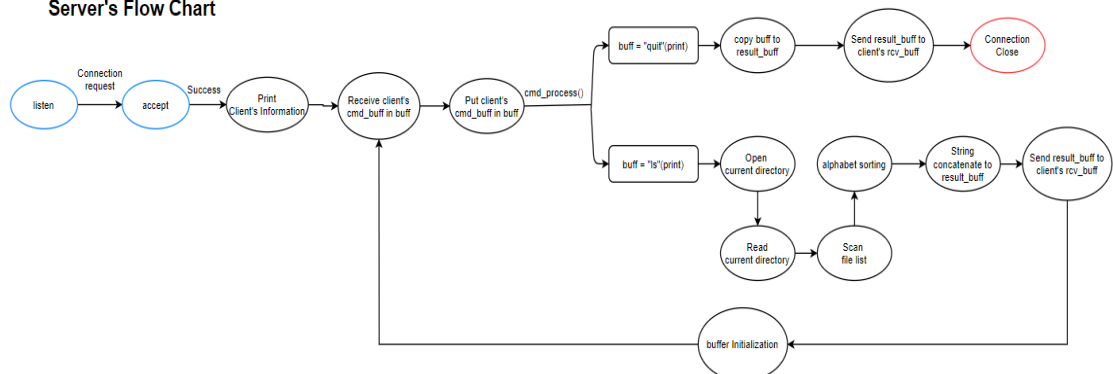 Server's Flow Chart
listen
Connection
request
accept
Success
Print
Client's Information
Receive client's
cmd_buff in buff
Put client's
cmd_buff in buff
cmd_process()
buff = "quit"(print)
copy buff to
result_buff
Send result_buff to
client's rcv_buff
Connection
Close
buff = "ls"(print)
Open
current directory
Read
current directory
Scan
file list
alphabet sorting
String
concatenate to
result_buff
Send result_buff to
client's rcv_buff
buffer Initialization